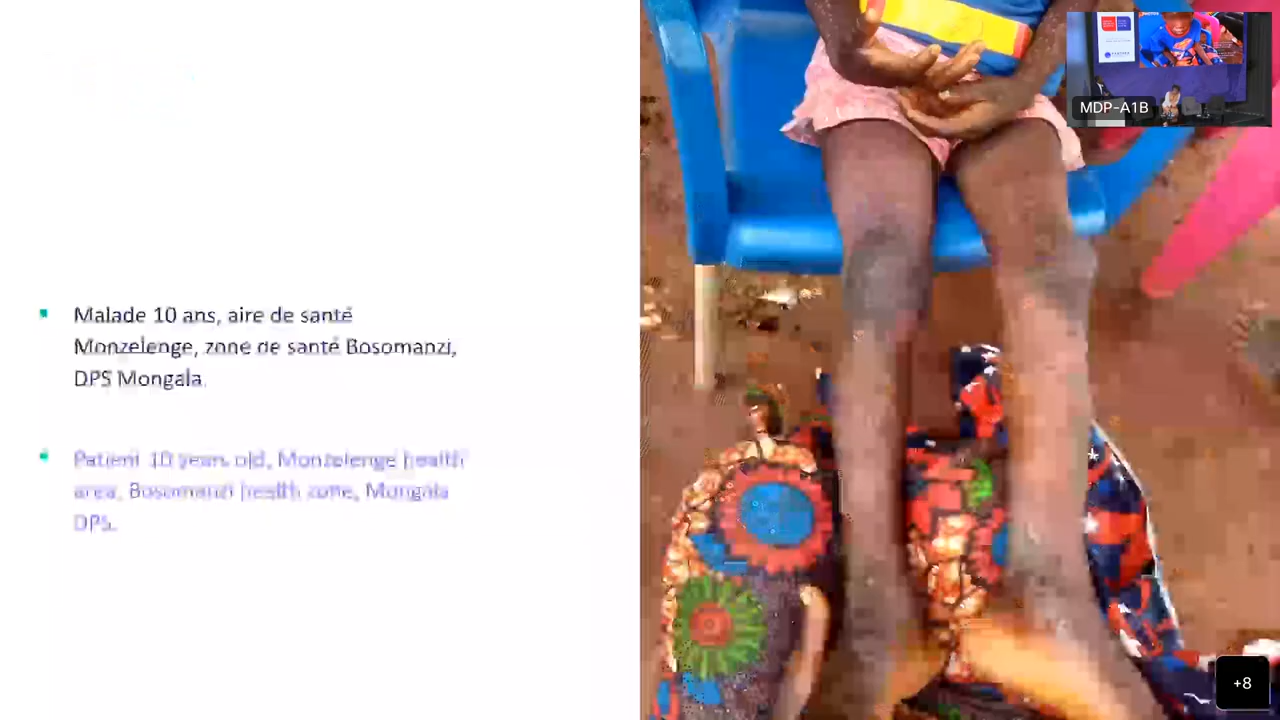 Malade 10 ans, aire de santé
Monzelenge, zone de santé Bosomanzi,
DPS Mongala.
Patient 10 years old, Monzelenge health
area, Bosomanzi health zone, Mongala
DPS.
MDP-A1B
+8